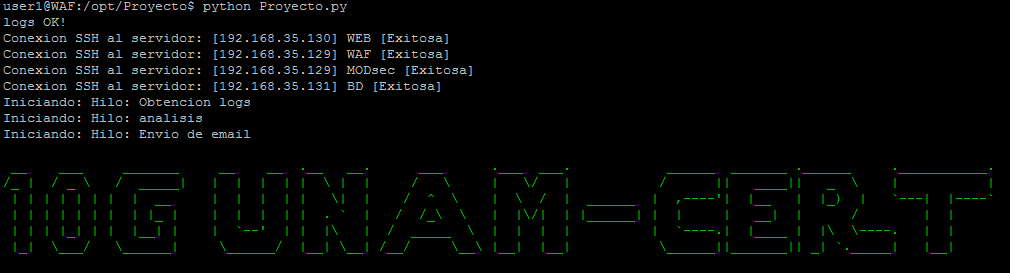 user1@WAF:/opt/Proyecto$ python Proyecto.py
logs OK!
Conexion SSH al servidor: [192.168.35.130] WEB [Exitosa]
Conexion SSH al servidor: [192.168.35.129] WAF [Exitosa]
Conexion SSH al servidor: [192.168.35.129] MODsec [Exitosa]
Conexion SSH al servidor: [192.168.35.131] BD [Exitosa]
Iniciando: Hilo: Obtencion logs
Iniciando: Hilo: analisis
Iniciando: Hilo: Envio de email
10G UNAM-CERT